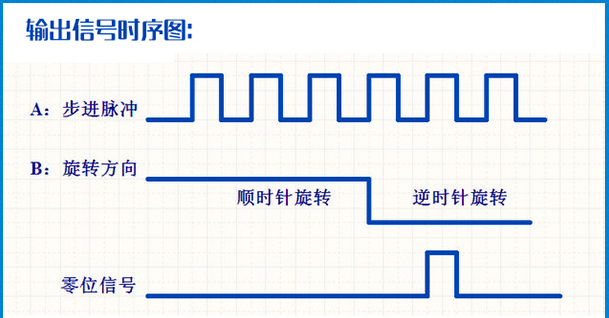 输出信号时序图:
A：步进脉冲
B：旋转方向
顺时针旋转
逆时针旋转
零位信号